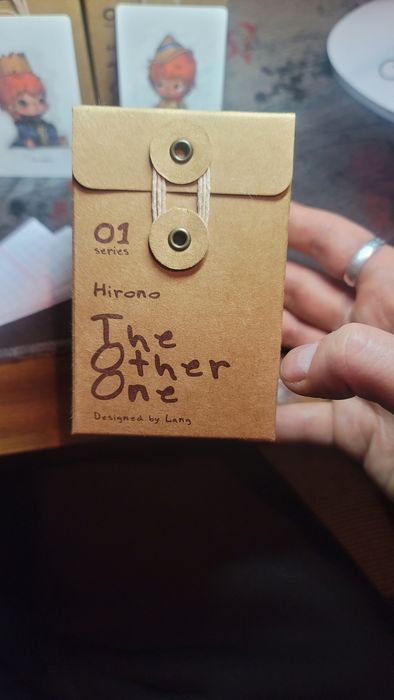 01
series
Hirono
The
Other
One
Designed by Lang